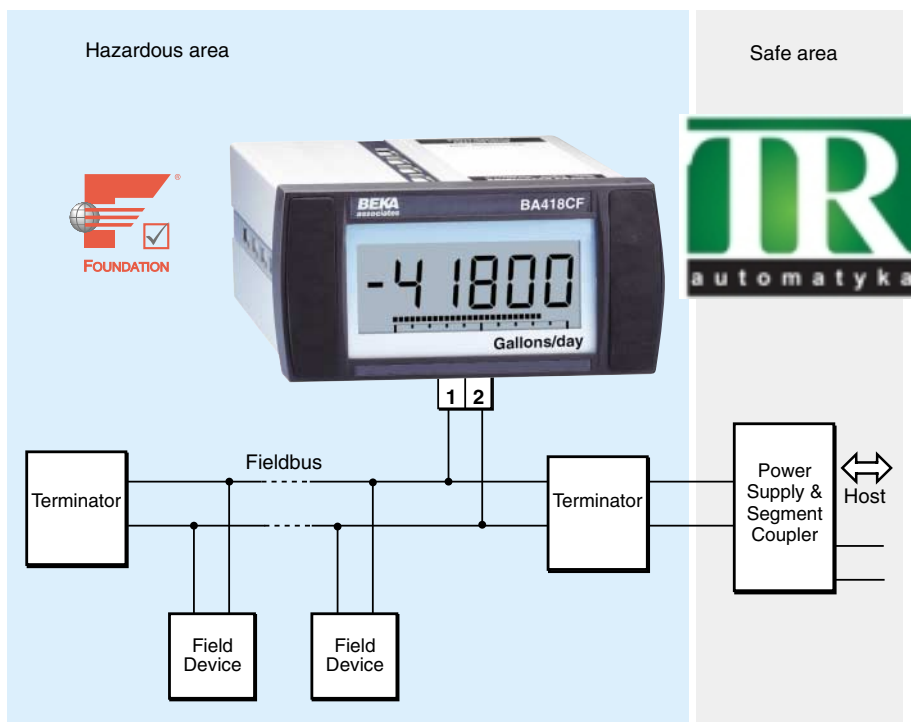 Hazardous area
Safe area
FOUNDATION
®
BEKA
associates
BA418CF
-41800
Gallons/day
TR
automatyka
1 2
Fieldbus
Terminator
Terminator
Power
Supply &
Segment
Coupler
Host
Field
Device
Field
Device